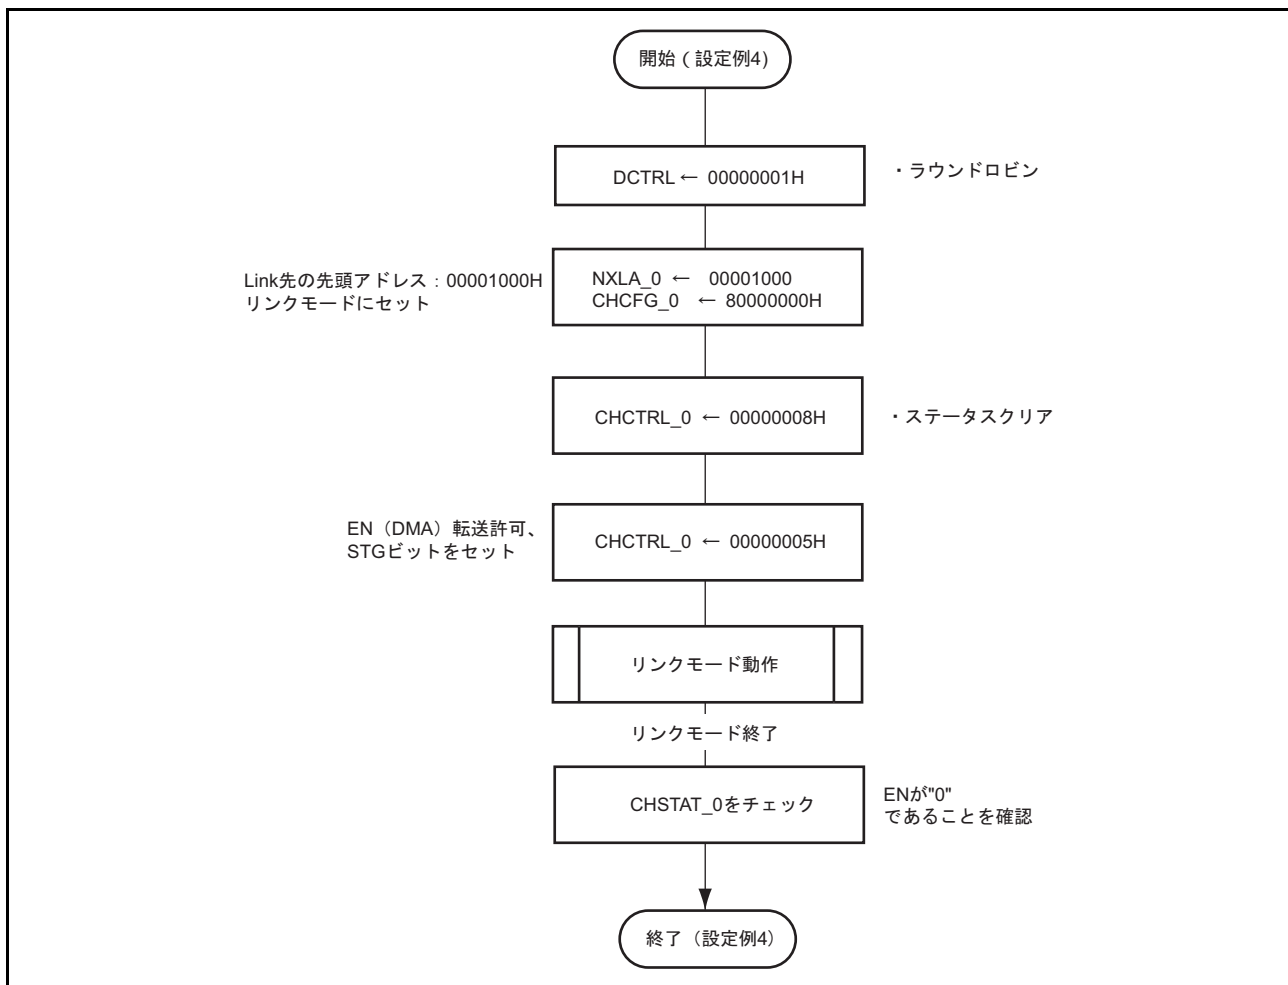 開始（設定例4）
DCTRL ← 00000001H
・ラウンドロビン
Link先の先頭アドレス：00001000H
リンクモードにセット
NXLA_0 ← 00001000
CHCFG_0 ← 80000000H
CHCTRL_0 ← 00000008H
・ステータスクリア
EN（DMA）転送許可、
STGビットをセット
CHCTRL_0 ← 00000005H
リンクモード動作
リンクモード終了
CHSTAT_0をチェック
ENが"0"
であることを確認
終了（設定例4）